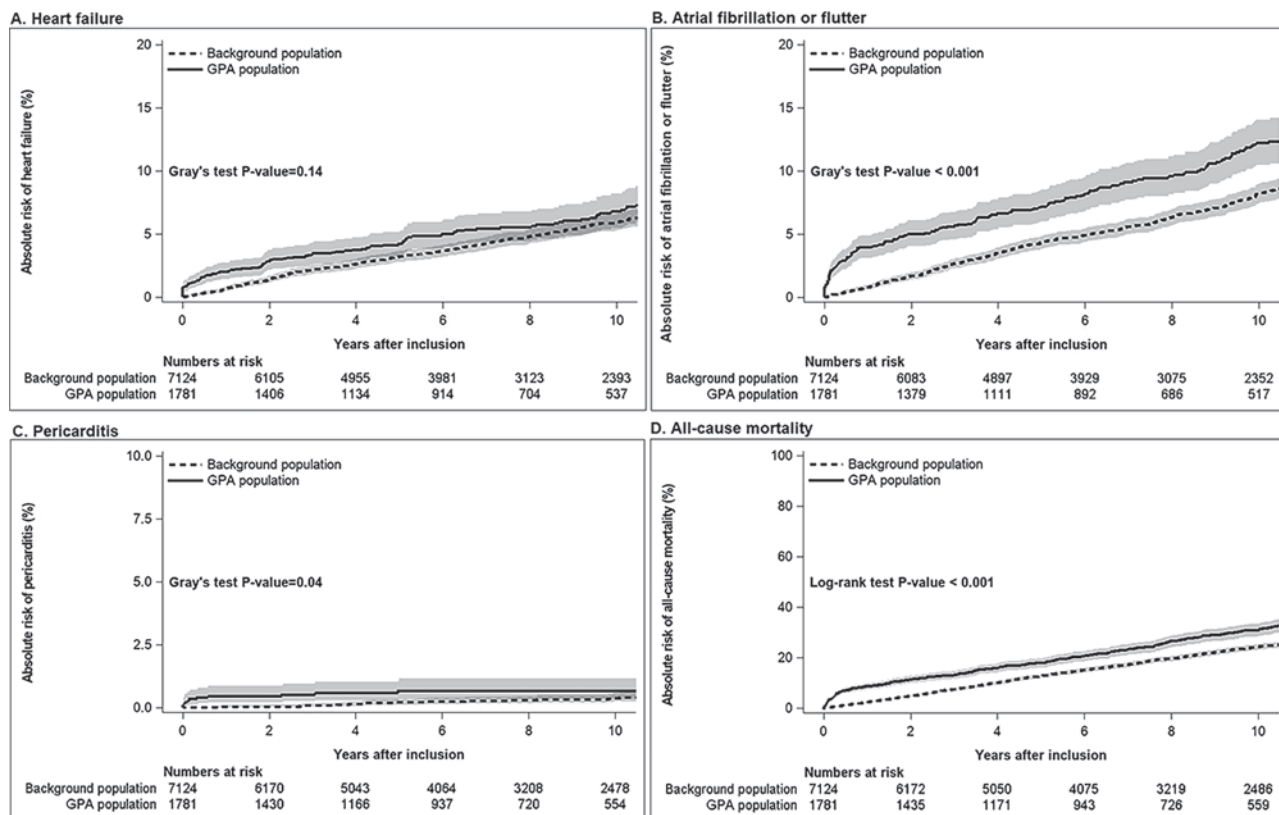 A. Heart failure
20
15
10
5
0
Absolute risk of heart failure (%)
Background population
GPA population
Gray's test P-value=0.14
0 2 4 6 8 10
Years after inclusion
Numbers at risk
Background population 7124 6105 4955 3981 3123 2393
GPA population 1781 1406 1134 914 704 537
B. Atrial fibrillation or flutter
20
15
10
5
0
Absolute risk of atrial fibrillation or flutter (%)
Background population
GPA population
Gray's test P-value < 0.001
0 2 4 6 8 10
Years after inclusion
Numbers at risk
Background population 7124 6083 4897 3929 3075 2352
GPA population 1781 1379 1111 892 686 517
C. Pericarditis
10.0
7.5
5.0
2.5
0.0
Absolute risk of pericarditis (%)
Background population
GPA population
Gray's test P-value=0.04
0 2 4 6 8 10
Years after inclusion
Numbers at risk
Background population 7124 6170 5043 4064 3208 2478
GPA population 1781 1430 1166 937 720 554
D. All-cause mortality
100
80
60
40
20
0
Absolute risk of all-cause mortality (%)
Background population
GPA population
Log-rank test P-value < 0.001
0 2 4 6 8 10
Years after inclusion
Numbers at risk
Background population 7124 6172 5050 4075 3219 2486
GPA population 1781 1435 1171 943 726 559